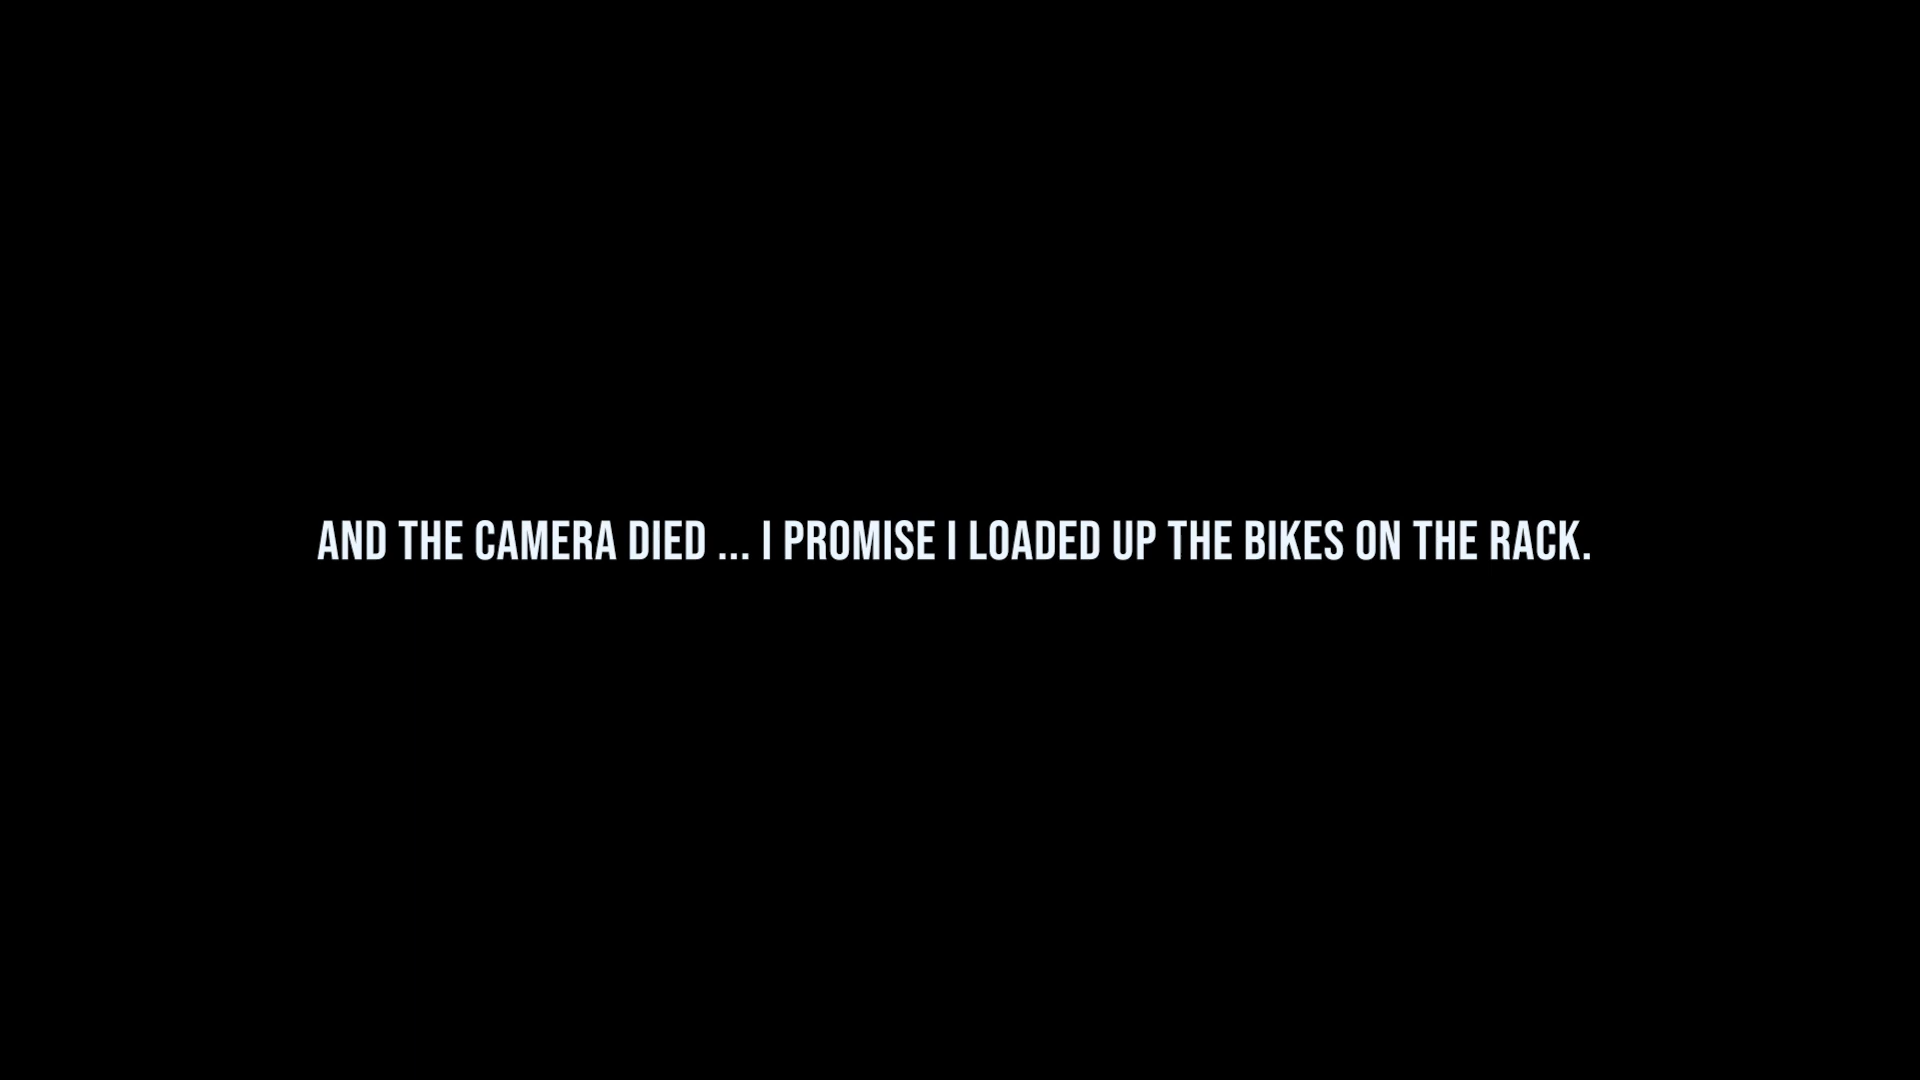 AND THE CAMERA DIED ... I PROMISE I LOADED UP THE BIKES ON THE RACK.